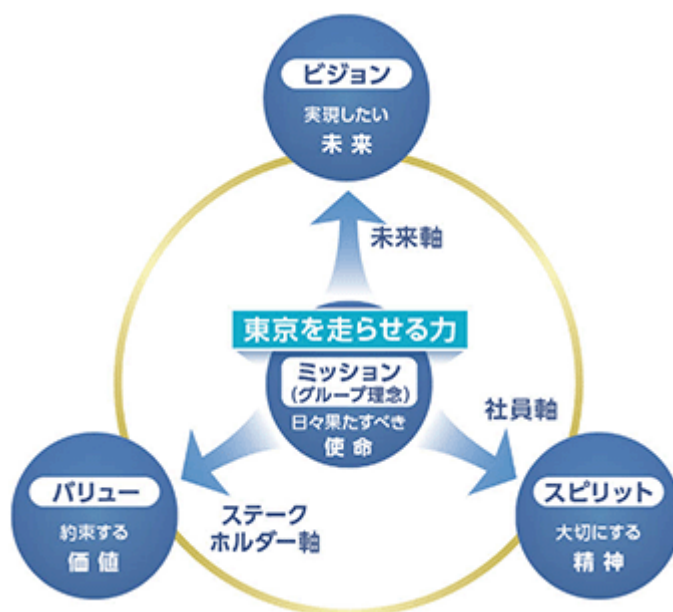 ビジョン
実現したい
未来
未来軸
東京を走らせる力
ミッション
(グループ理念)
日々果たすべき
使命
社員軸
バリュー
約束する
価値
ステーク
ホルダー軸
スピリット
大切にする
精神